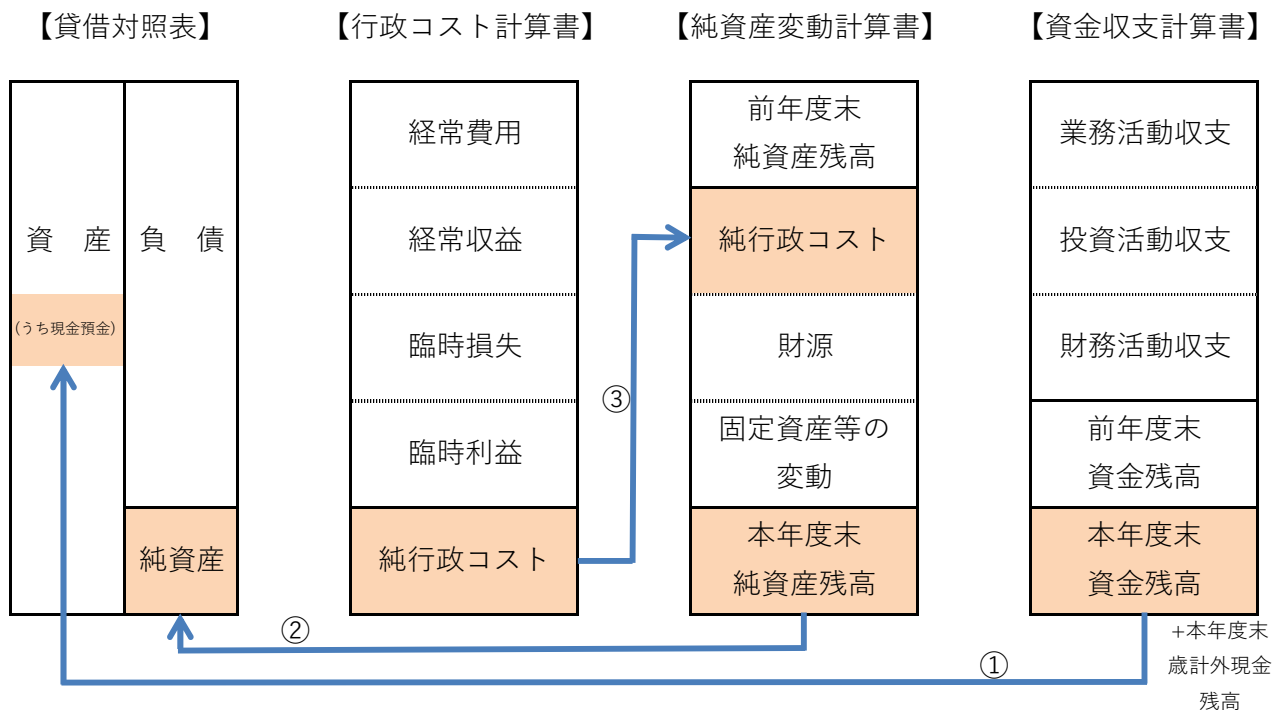 【貸借対照表】
資　産
(うち現金預金)
負　債
純資産
【行政コスト計算書】
経常費用
経常収益
臨時損失
臨時利益
純行政コスト
③
【純資産変動計算書】
前年度末
純資産残高
純行政コスト
財源
固定資産等の
変動
本年度末
純資産残高
【資金収支計算書】
業務活動収支
投資活動収支
財務活動収支
前年度末
資金残高
本年度末
資金残高
②
①
+本年度末
歳計外現金
残高